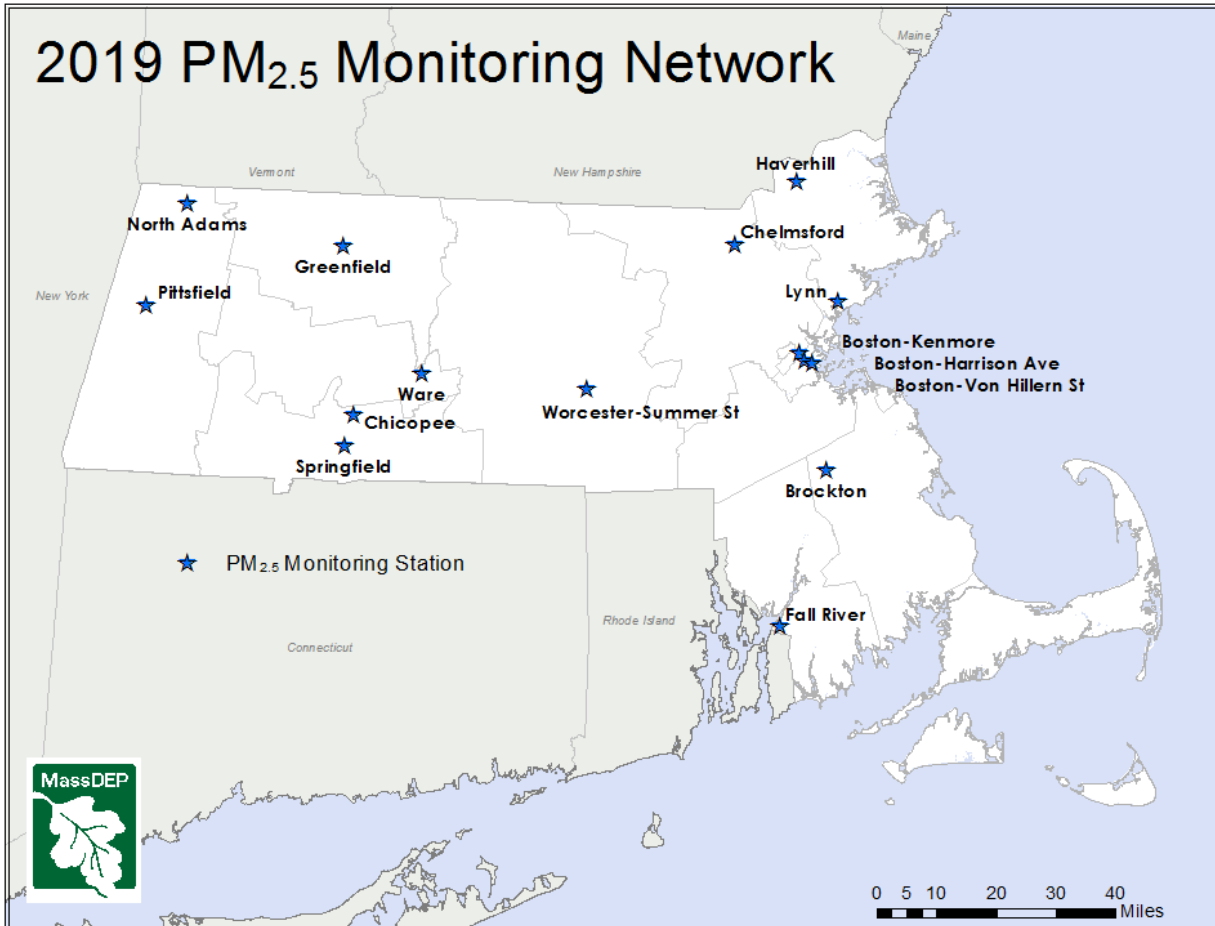 2019 PM2.5 Monitoring Network
Maine
Vermont
New Hampshire
Haverhill
North Adams
Chelmsford
Greenfield
New York
Pittsfield
Lynn
Boston-Kenmore
Boston-Harrison Ave
Boston-Von Hillern St
Ware
Worcester-Summer St
Chicopee
Springfield
Brockton
PM2.5 Monitoring Station
Fall River
Rhode Island
Connecticut
MassDEP
0 5 10 20 30 40
Miles